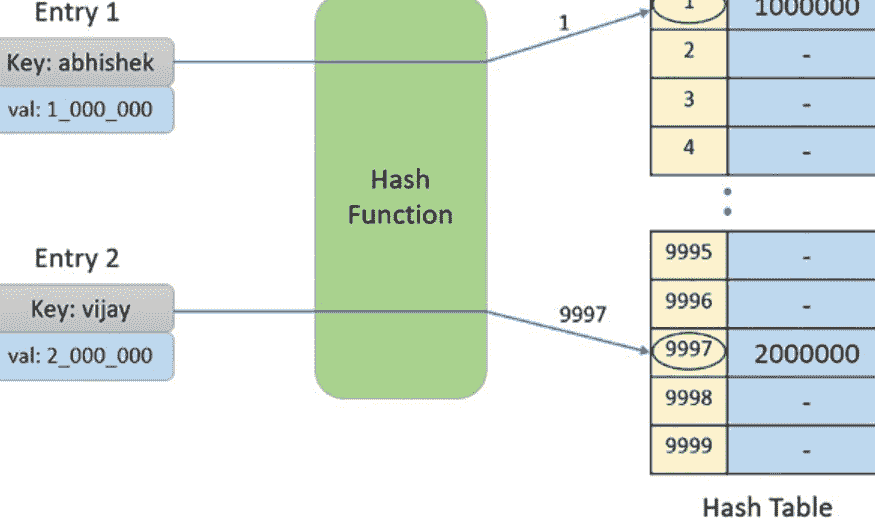 Entry 1
Key: abhishek
val: 1_000_000
Hash
Function
Entry 2
Key: vijay
val: 2_000_000
1
9997
1 1000000
2 -
3 -
4 -
9995 -
9996 -
9997 2000000
9998 -
9999 -
Hash Table